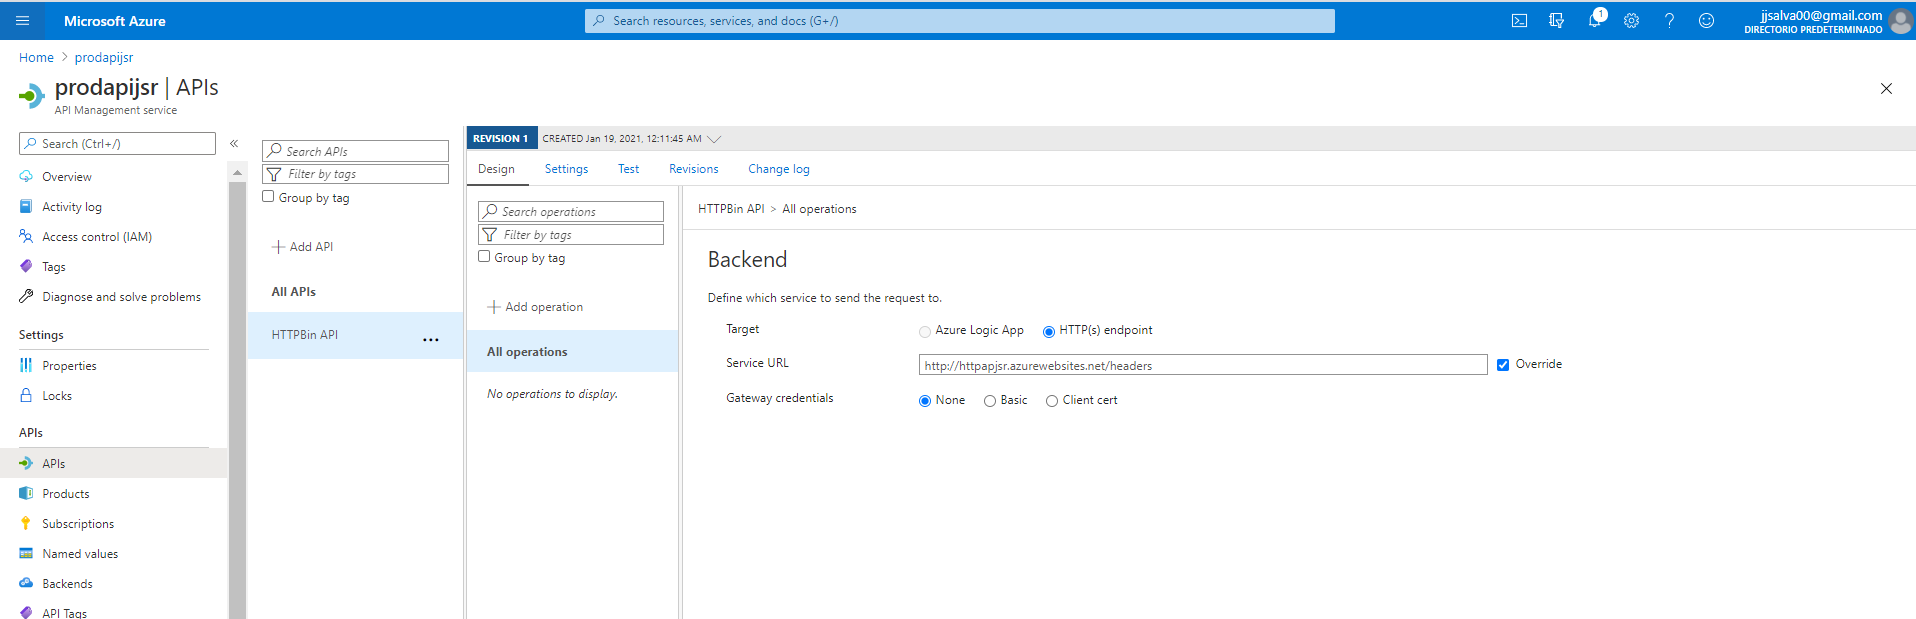 Microsoft Azure
Search resources, services, and docs (G+/)
1
jjsalva00@gmail.com
DIRECTORIO PREDETERMINADO
Home > prodapijsr
prodapijsr | APIs
API Management service
Search (Ctrl+/)
«
Overview
Activity log
Access control (IAM)
Tags
Diagnose and solve problems
Settings
Properties
Locks
APIs
APIs
Products
Subscriptions
Named values
Backends
API Tags
Search APIs
Filter by tags
Group by tag
+ Add API
All APIs
HTTPBin API
...
REVISION 1
CREATED Jan 19, 2021, 12:11:45 AM
Design
Settings
Test
Revisions
Change log
Search operations
Filter by tags
Group by tag
+ Add operation
All operations
No operations to display.
HTTPBin API > All operations
Backend
Define which service to send the request to.
Target
Azure Logic App
HTTP(s) endpoint
Service URL
http://httpapjsr.azurewebsites.net/headers
Override
Gateway credentials
None
Basic
Client cert